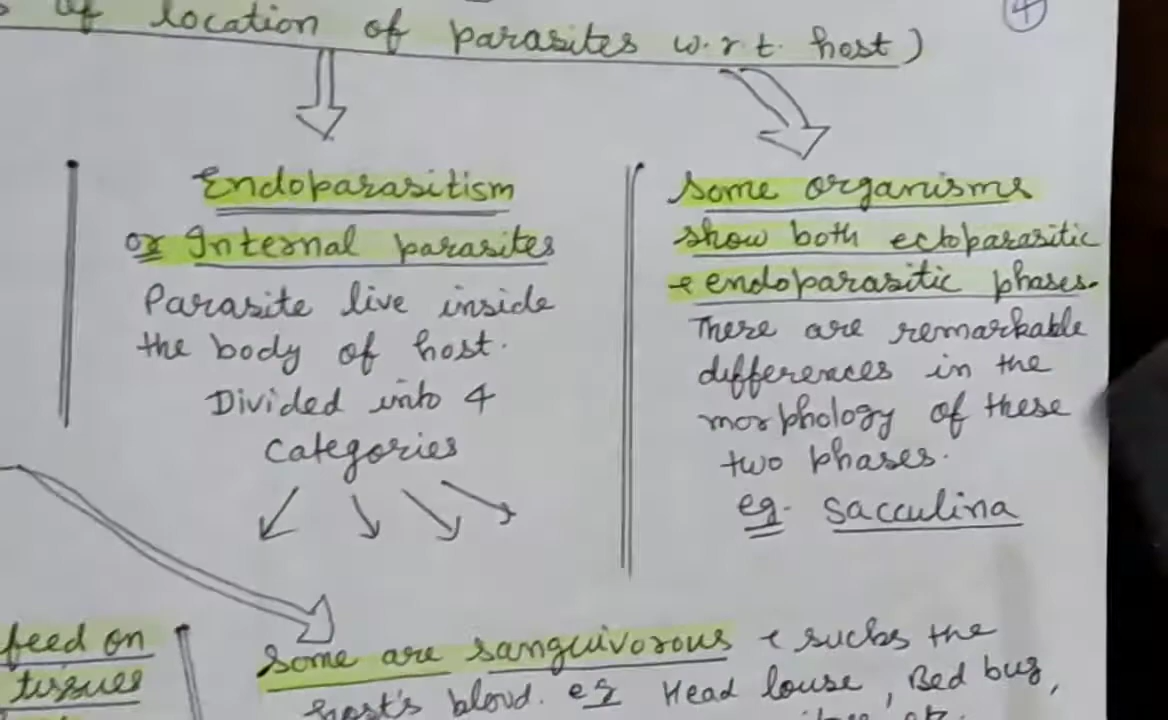 of location of parasites w.r.t. host)
4
Endoparasitism
or Internal parasites
Parasite live inside
the body of host.
Divided into 4
categories
Some organisms
show both ectoparasitic
& endoparasitic phases.
There are remarkable
differences in the
morphology of these
two phases.
eg. Sacculina
feed on
tissues
Some are sanguivorous & sucks the
host's blood. eg Head louse, Bed bug,